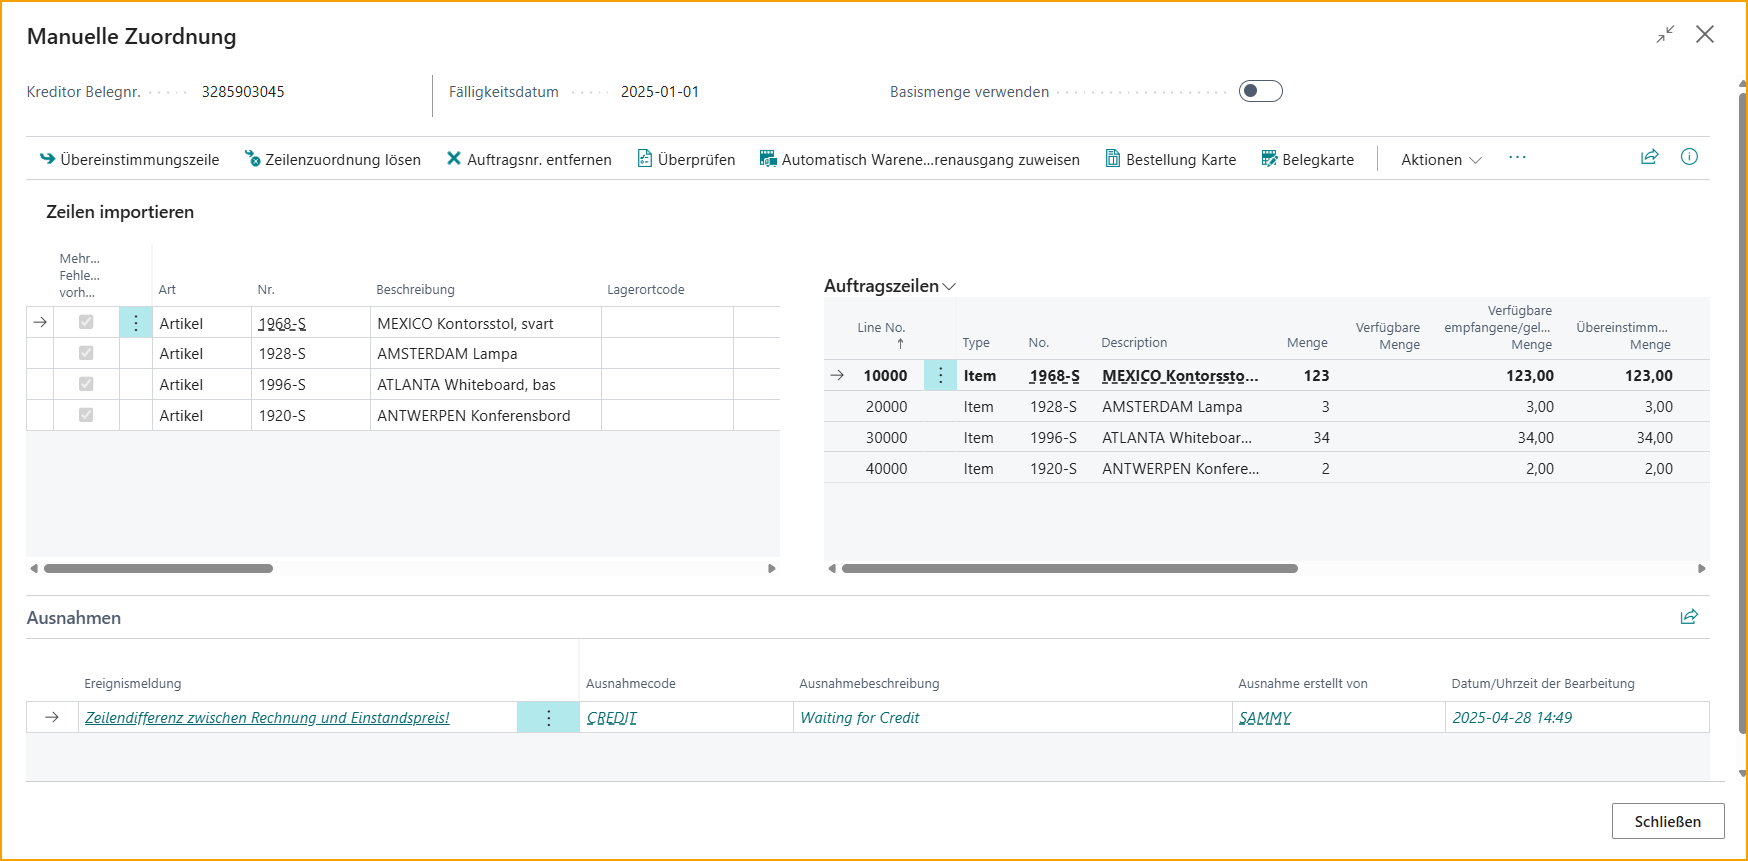 Manuelle Zuordnung
Kreditor Belegnr. 3285903045 Fälligkeitsdatum 2025-01-01 Basismenge verwenden
Übereinstimmungszeile Zeilenzuordnung lösen Auftragsnr. entfernen Überprüfen Automatisch Warene...renausgang zuweisen Bestellung Karte Belegkarte Aktionen ...
Zeilen importieren
Mehr...
Fehle...
vorh... Art Nr. Beschreibung Lagerortcode
Artikel 1968-S MEXICO Kontorsstol, svart
Artikel 1928-S AMSTERDAM Lampa
Artikel 1996-S ATLANTA Whiteboard, bas
Artikel 1920-S ANTWERPEN Konferensbord
Auftragszeilen
Verfügbare
Line No. Verfügbare empfangene/gel... Übereinstimm...
↑ Type No. Description Menge Menge Menge Menge
10000 Item 1968-S MEXICO Kontorssto... 123 123,00 123,00
20000 Item 1928-S AMSTERDAM Lampa 3 3,00 3,00
30000 Item 1996-S ATLANTA Whiteboar... 34 34,00 34,00
40000 Item 1920-S ANTWERPEN Konfere... 2 2,00 2,00
Ausnahmen
Ereignismeldung Ausnahmecode Ausnahmebeschreibung Ausnahme erstellt von Datum/Uhrzeit der Bearbeitung
Zeilendifferenz zwischen Rechnung und Einstandspreis! CREDIT Waiting for Credit SAMMY 2025-04-28 14:49
Schließen